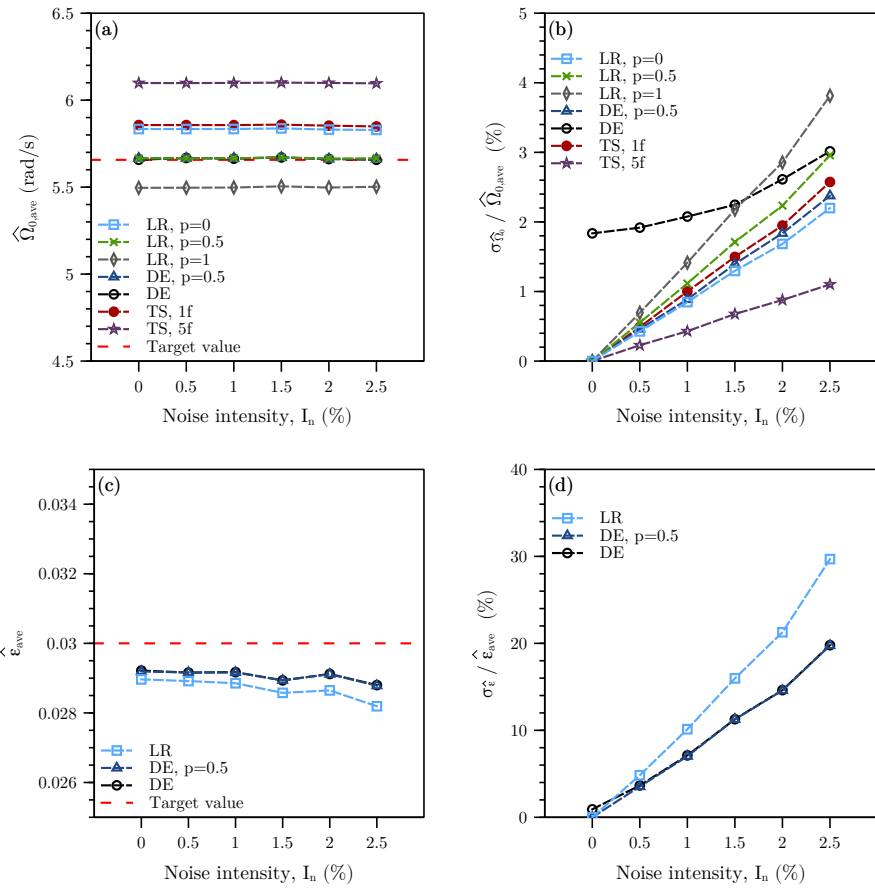 (a)
6.5
6
5.5
5
4.5
Ω̂0,ave (rad/s)
LR, p=0
LR, p=0.5
LR, p=1
DE, p=0.5
DE
TS, 1f
TS, 5f
Target value
0 0.5 1 1.5 2 2.5
Noise intensity, In (%)
(b)
5
4
3
2
1
0
σΩ̂0 / Ω̂0,ave (%)
LR, p=0
LR, p=0.5
LR, p=1
DE, p=0.5
DE
TS, 1f
TS, 5f
0 0.5 1 1.5 2 2.5
Noise intensity, In (%)
(c)
0.034
0.032
0.03
0.028
0.026
ε̂ave
LR
DE, p=0.5
DE
Target value
0 0.5 1 1.5 2 2.5
Noise intensity, In (%)
(d)
40
30
20
10
0
σε̂ / ε̂ave (%)
LR
DE, p=0.5
DE
0 0.5 1 1.5 2 2.5
Noise intensity, In (%)